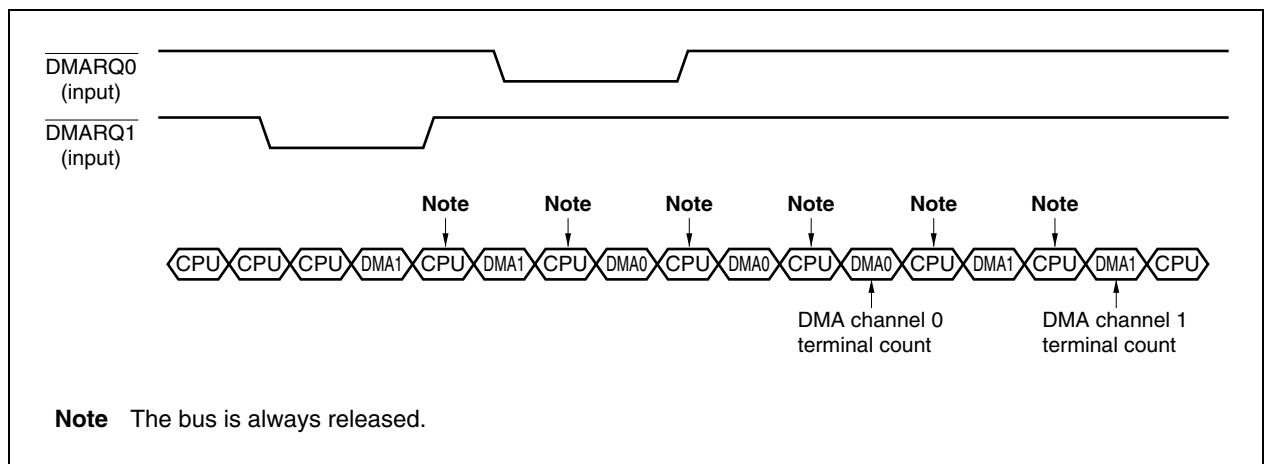 DMARQ0
(input)
DMARQ1
(input)
Note Note Note Note Note Note
CPU CPU CPU DMA1 CPU DMA1 CPU DMA0 CPU DMA0 CPU DMA0 CPU DMA1 CPU DMA1 CPU
DMA channel 0
terminal count
DMA channel 1
terminal count
Note The bus is always released.